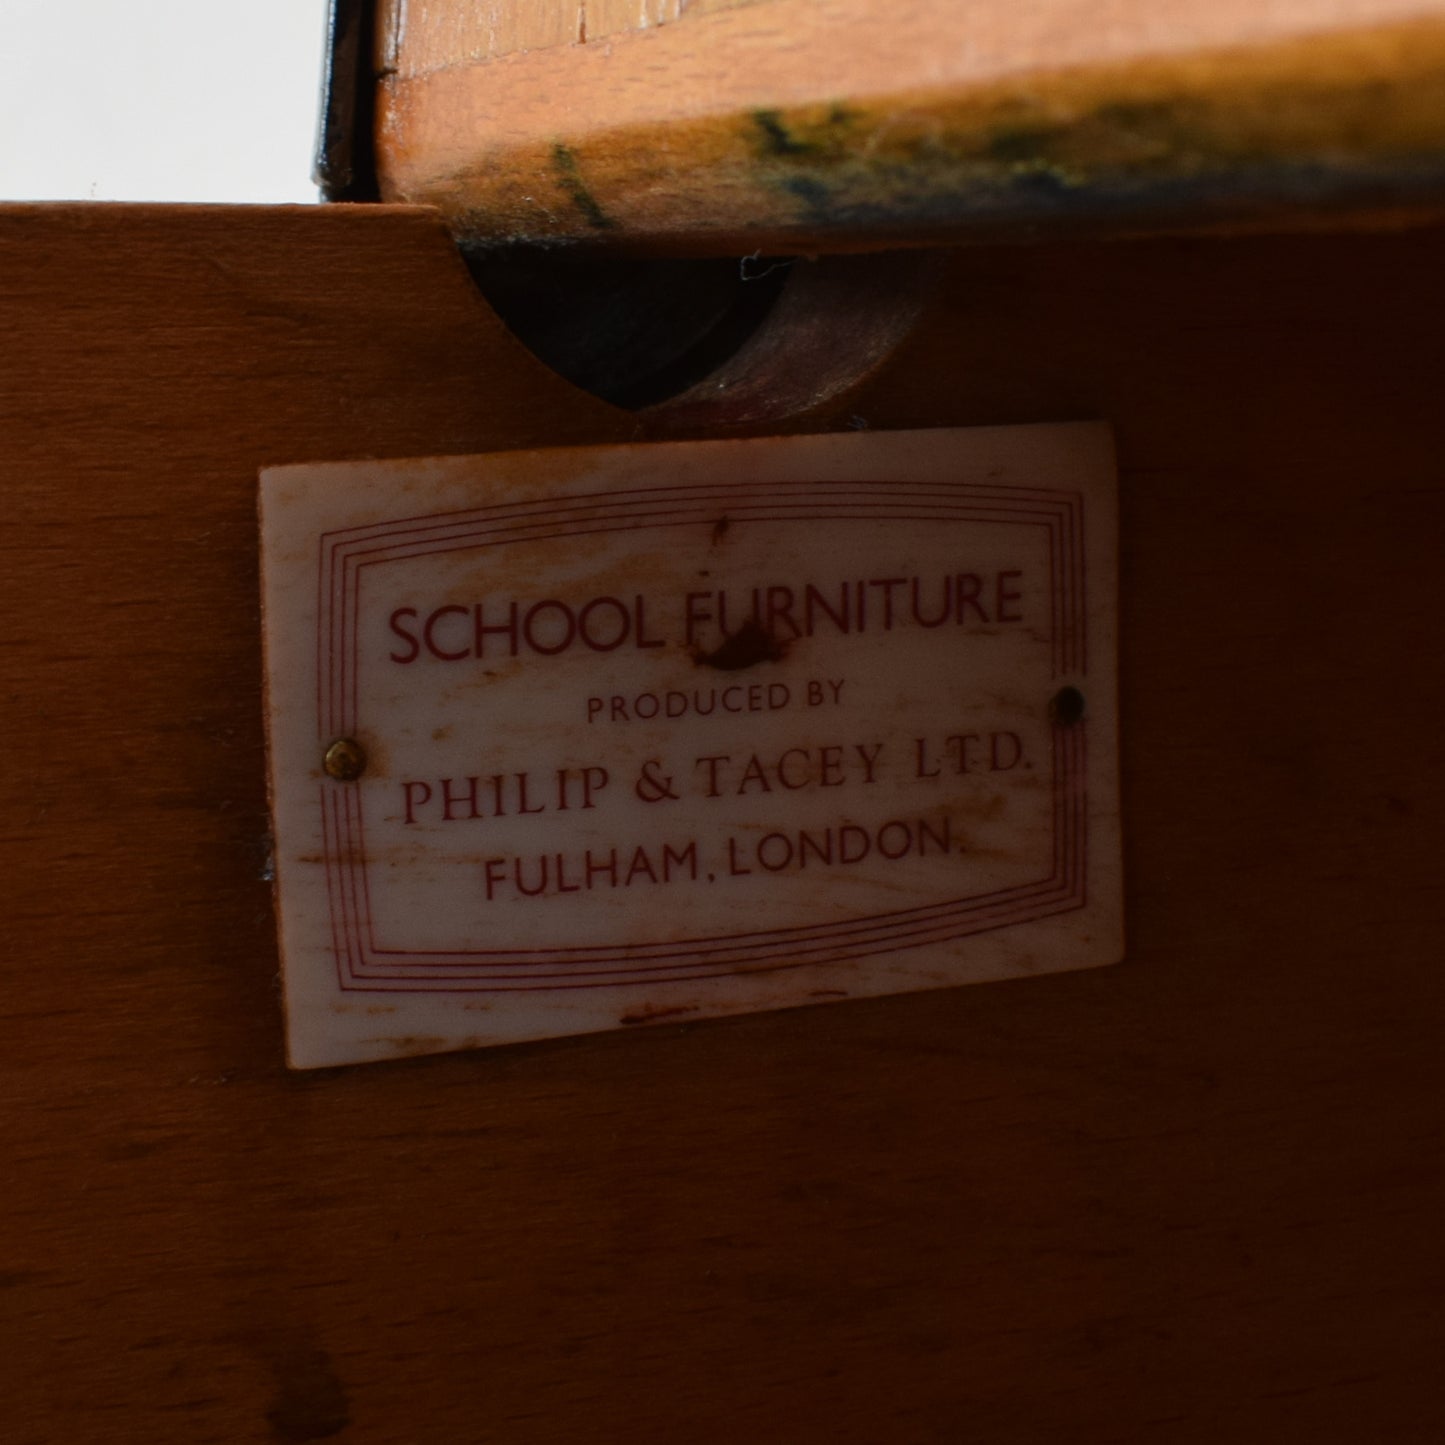 SCHOOL FURNITURE
PRODUCED BY
PHILIP & TACEY LTD.
FULHAM, LONDON.